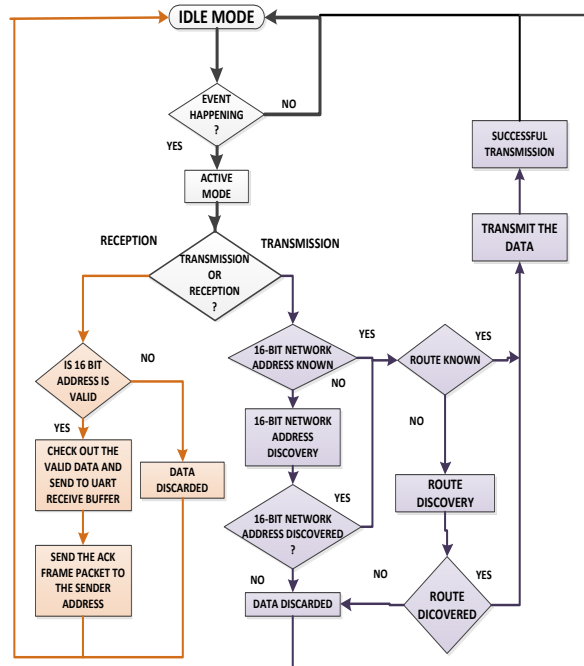 IDLE MODE
EVENT
HAPPENING
?
NO
YES
ACTIVE
MODE
SUCCESSFUL
TRANSMISSION
TRANSMIT THE
DATA
RECEPTION
TRANSMISSION
TRANSMISSION
OR
RECEPTION
?
IS 16 BIT
ADDRESS IS
VALID
NO
YES
CHECK OUT THE
VALID DATA AND
SEND TO UART
RECEIVE BUFFER
DATA
DISCARDED
SEND THE ACK
FRAME PACKET TO
THE SENDER
ADDRESS
16-BIT NETWORK
ADDRESS KNOWN
YES
NO
ROUTE KNOWN
YES
NO
16-BIT NETWORK
ADDRESS
DISCOVERY
ROUTE
DISCOVERY
16-BIT NETWORK
ADDRESS DISCOVERED
?
YES
NO
ROUTE
DICOVERED
NO
YES
DATA DISCARDED